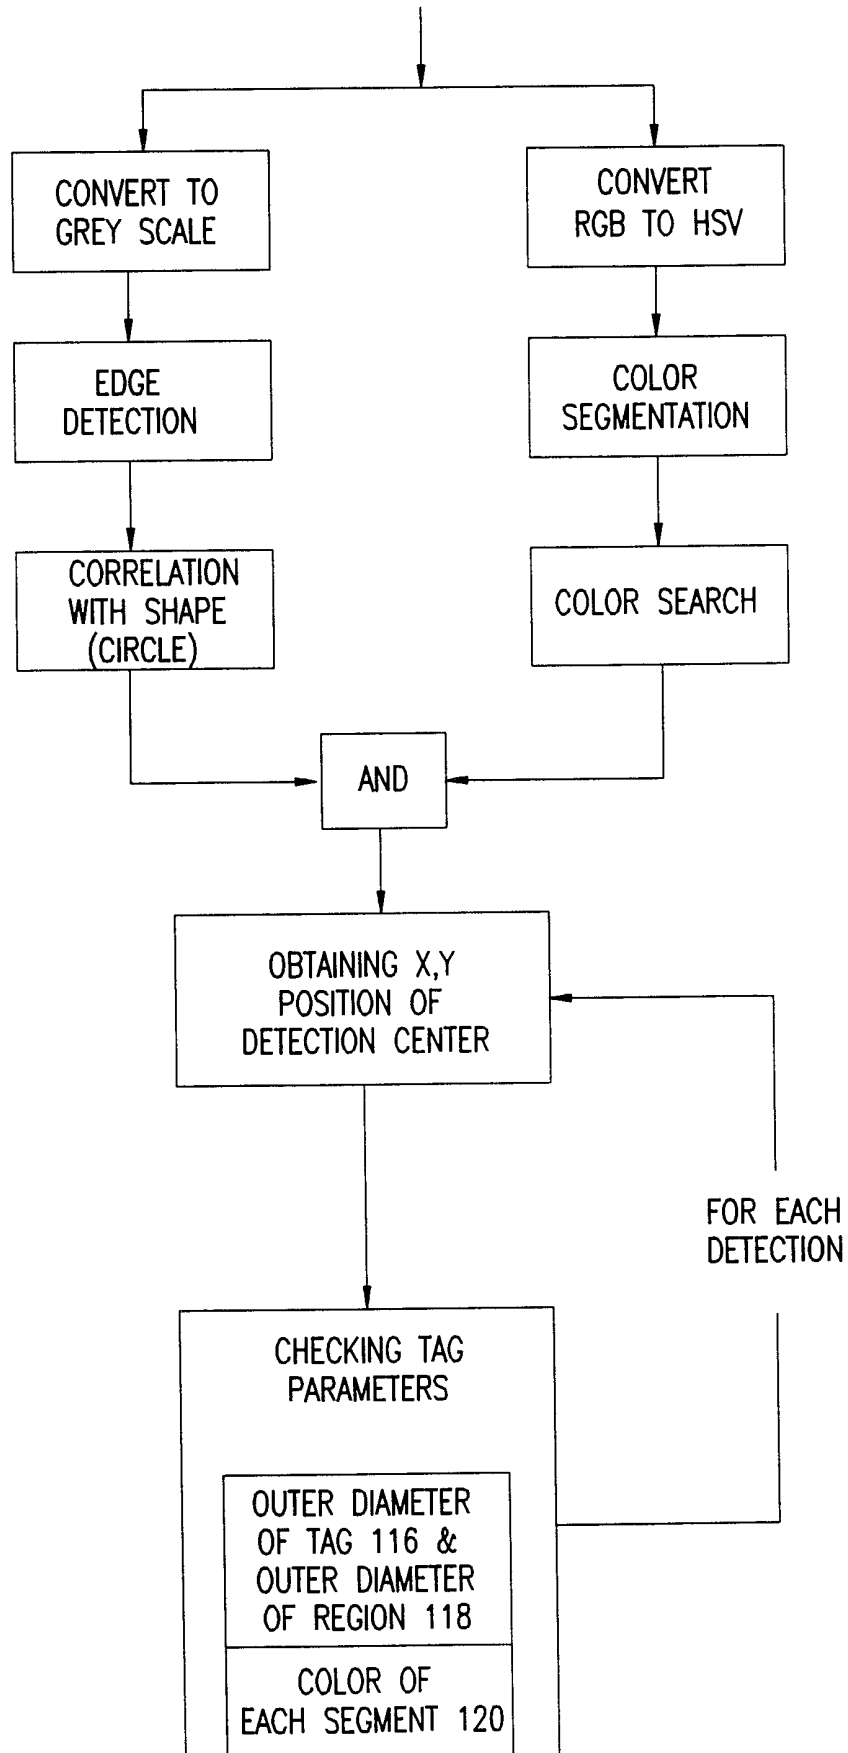 CONVERT TO
GREY SCALE
CONVERT
RGB TO HSV
EDGE
DETECTION
COLOR
SEGMENTATION
CORRELATION
WITH SHAPE
(CIRCLE)
COLOR SEARCH
AND
OBTAINING X,Y
POSITION OF
DETECTION CENTER
FOR EACH
DETECTION
CHECKING TAG
PARAMETERS
OUTER DIAMETER
OF TAG 116 &
OUTER DIAMETER
OF REGION 118
COLOR OF
EACH SEGMENT 120